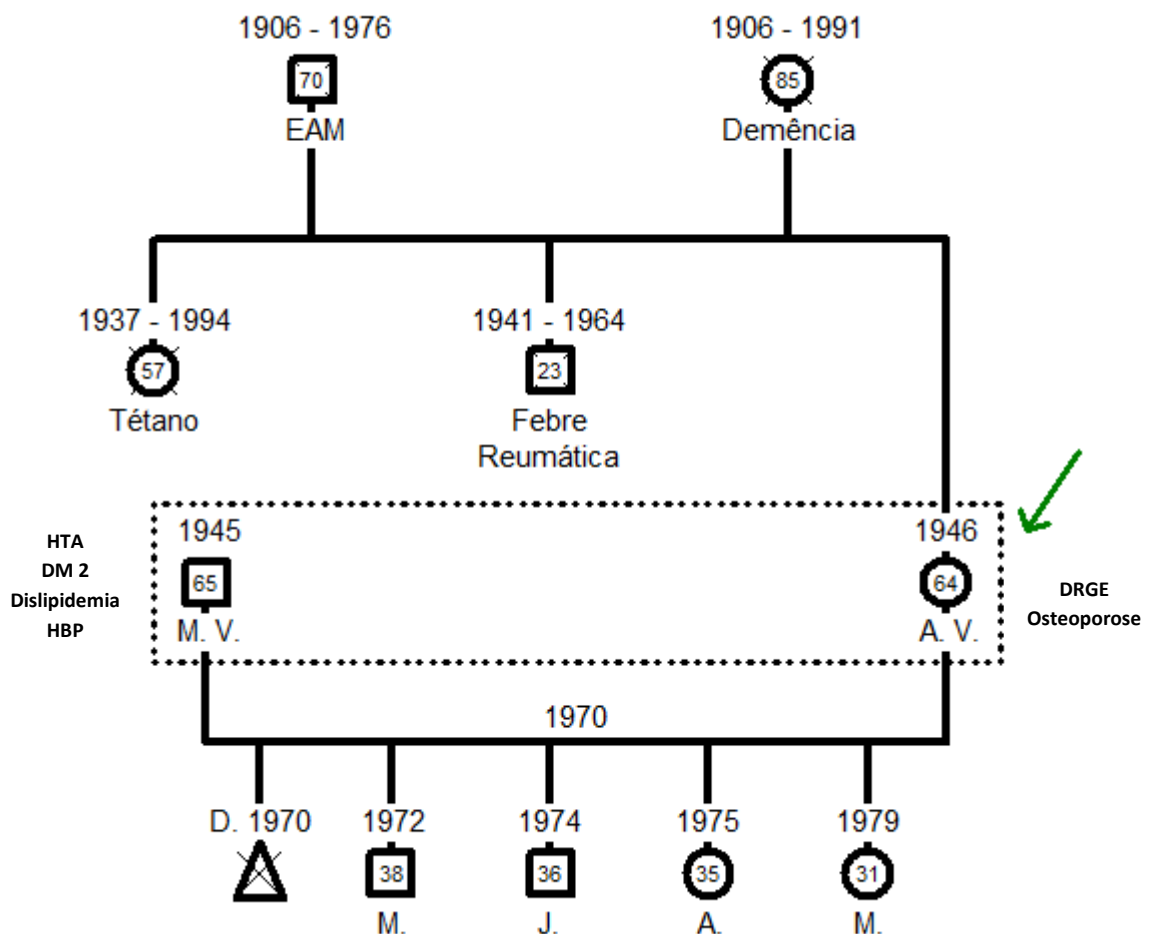 1906 - 1976
70
EAM
1906 - 1991
85
Demência
1937 - 1994
57
Tétano
1941 - 1964
23
Febre
Reumática
HTA
DM 2
Dislipidemia
HBP
1945
65
M. V.
1946
64
A. V.
DRGE
Osteoporose
1970
D. 1970
1972
38
M.
1974
36
J.
1975
35
A.
1979
31
M.